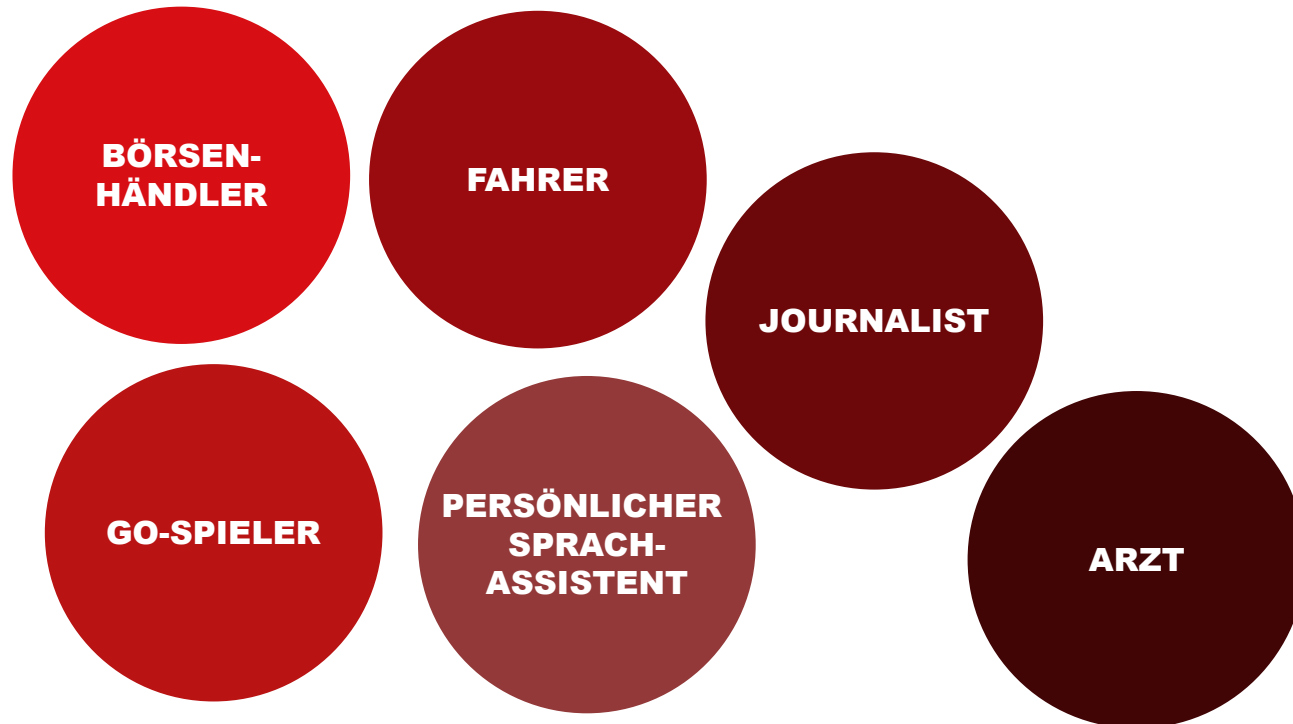 BÖRSEN-
HÄNDLER
FAHRER
JOURNALIST
GO-SPIELER
PERSÖNLICHER
SPRACH-
ASSISTENT
ARZT